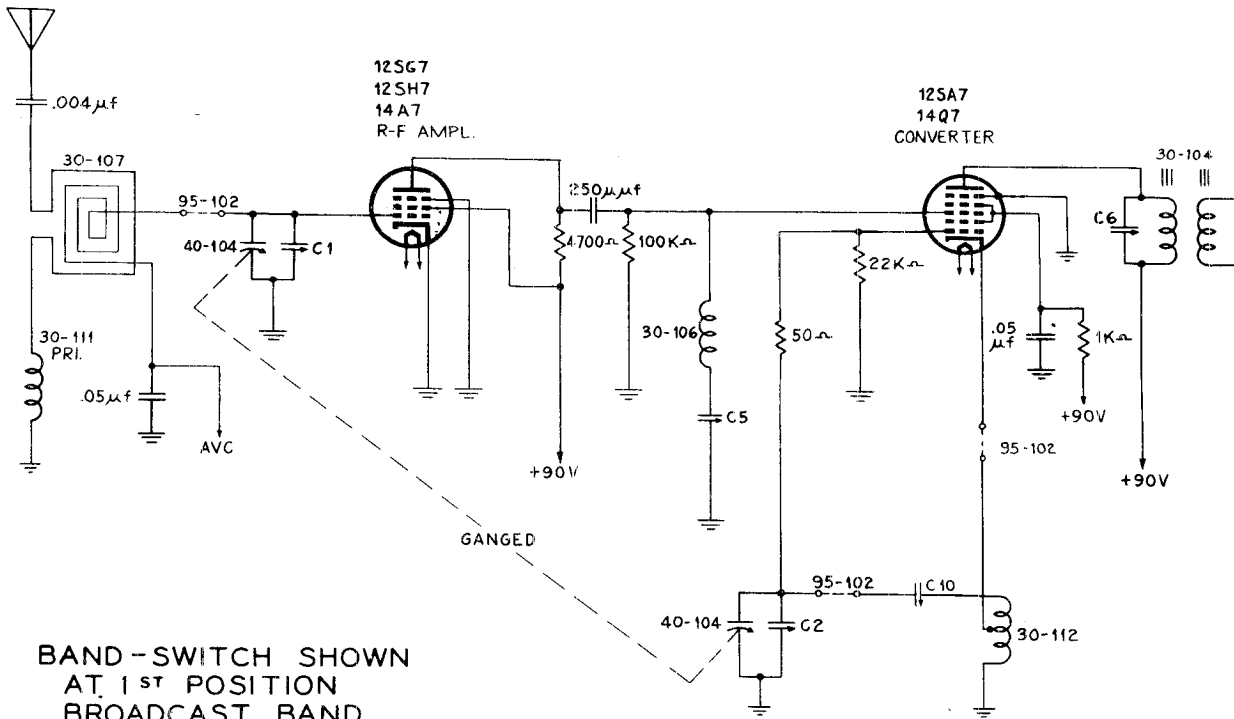 12SG7
12SH7
14A7
R-F AMPL.
12SA7
14Q7
CONVERTER
.004μf
30-107
95-102
40-104
C1
250μμf
4700Ω
100KΩ
22KΩ
30-104
C6
30-111
PRI.
.05μf
AVC
30-106
50Ω
.05
μf
1KΩ
+90V
C5
95-102
+90V
+90V
GANGED
95-102
C10
40-104
C2
30-112
BAND-SWITCH SHOWN
AT 1ST POSITION
BROADCAST BAND